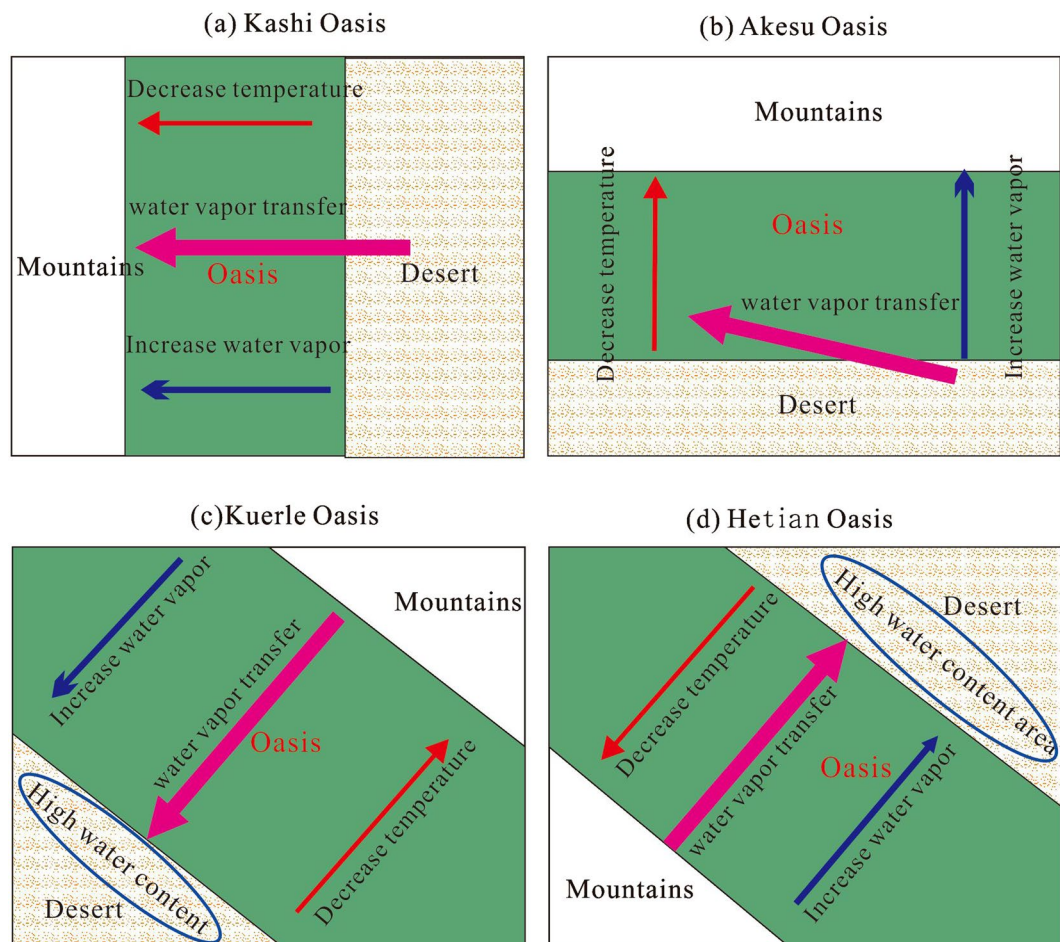 (a) Kashi Oasis
Decrease temperature
water vapor transfer
Mountains
Oasis
Desert
Increase water vapor
(b) Akesu Oasis
Mountains
Decrease temperature
Oasis
water vapor transfer
Increase water vapor
Desert
(c)Kuerle Oasis
Increase water vapor
Mountains
water vapor transfer
Oasis
Decrease temperature
High water content
Desert
(d) Hetian Oasis
High water content area
Desert
Decrease temperature
water vapor transfer
Oasis
Increase water vapor
Mountains